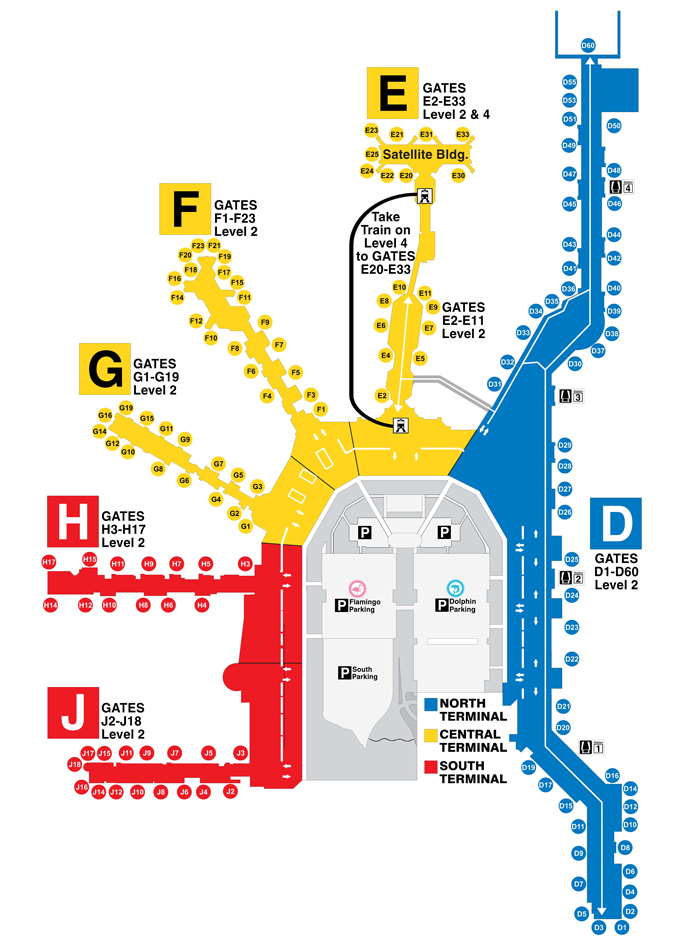 D60
D55
D53
D51
D50
D49
D48
D47
4
D46
D45
D44
D43
D42
D41
D40
D36
D35
D39
D34
D38
D33
D37
D32
D30
D31
3
D29
D28
D27
D26
D25
2
D24
D23
D22
D21
D20
1
D19
D16
D17
D14
D15
D12
D11
D10
D9
D8
D6
D7
D4
D5
D2
D3
D1
D
GATES
D1-D60
Level 2
E
GATES
E2-E33
Level 2 & 4
E23
E21
E31
E33
E25
Satellite Bldg.
E24
E22
E20
E30
Take
Train on
Level 4
to GATES
E20-E33
E10
E8
E11
E9
E6
E7
E4
E5
E2
GATES
E2-E11
Level 2
F
GATES
F1-F23
Level 2
F23
F21
F20
F19
F18
F17
F16
F15
F14
F11
F12
F9
F10
F7
F8
F6
F5
F4
F3
F1
G
GATES
G1-G19
Level 2
G19
G16
G15
G14
G11
G12
G9
G10
G8
G7
G6
G5
G4
G3
G2
G1
H
GATES
H3-H17
Level 2
H17
H15
H11
H9
H7
H5
H3
H14
H12
H10
H8
H6
H4
J
GATES
J2-J18
Level 2
J17
J15
J11
J9
J7
J5
J3
J18
J16
J14
J12
J10
J8
J6
J4
J2
P
P
P Flamingo
Parking
P Dolphin
Parking
P South
Parking
NORTH
TERMINAL
CENTRAL
TERMINAL
SOUTH
TERMINAL